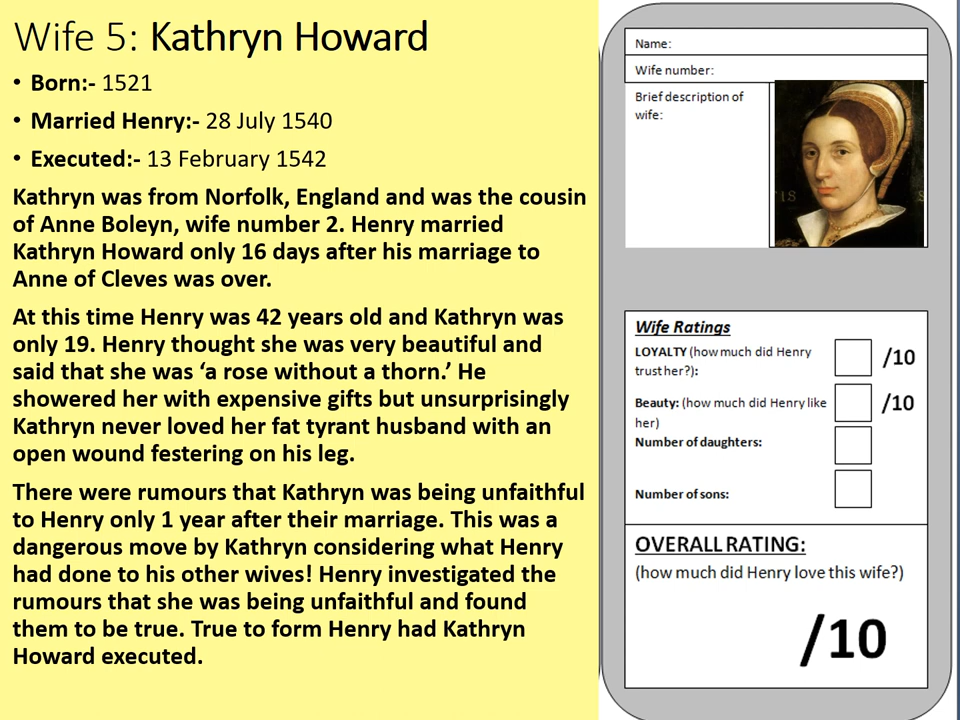 Wife 5: Kathryn Howard
• Born:- 1521
• Married Henry:- 28 July 1540
• Executed:- 13 February 1542
Kathryn was from Norfolk, England and was the cousin
of Anne Boleyn, wife number 2. Henry married
Kathryn Howard only 16 days after his marriage to
Anne of Cleves was over.
At this time Henry was 42 years old and Kathryn was
only 19. Henry thought she was very beautiful and
said that she was ‘a rose without a thorn.’ He
showered her with expensive gifts but unsurprisingly
Kathryn never loved her fat tyrant husband with an
open wound festering on his leg.
There were rumours that Kathryn was being unfaithful
to Henry only 1 year after their marriage. This was a
dangerous move by Kathryn considering what Henry
had done to his other wives! Henry investigated the
rumours that she was being unfaithful and found
them to be true. True to form Henry had Kathryn
Howard executed.
Name:
Wife number:
Brief description of
wife:
Wife Ratings
LOYALTY (how much did Henry
trust her?):
/10
Beauty: (how much did Henry like
her)
/10
Number of daughters:
Number of sons:
OVERALL RATING:
(how much did Henry love this wife?)
/10